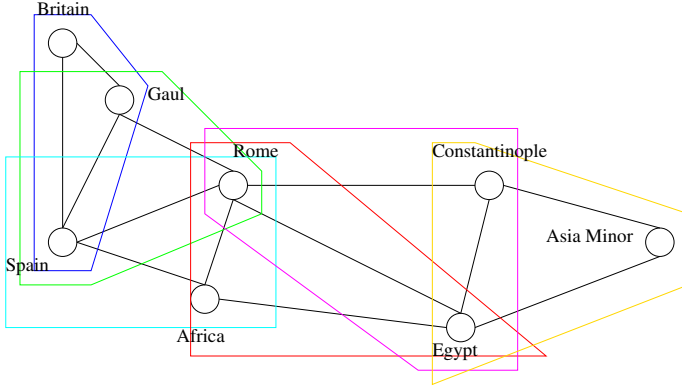 Britain
Gaul
Rome
Constantinople
Asia Minor
Spain
Africa
Egypt